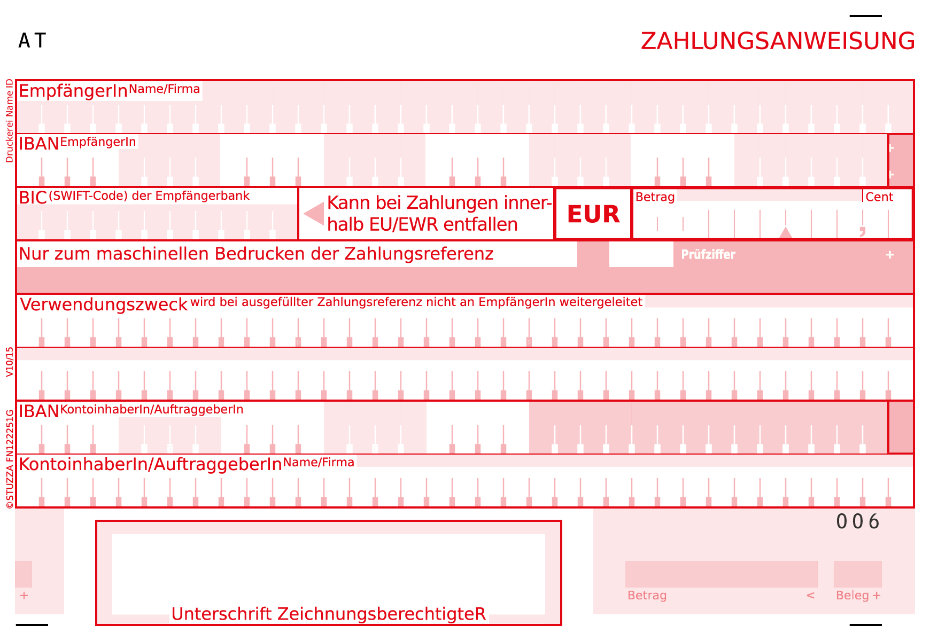 AT
ZAHLUNGSANWEISUNG
Druckerei Name ID
EmpfängerIn Name/Firma
IBAN EmpfängerIn
+
+
BIC (SWIFT-Code) der Empfängerbank
Kann bei Zahlungen inner-
halb EU/EWR entfallen
EUR
Betrag
Cent
,
Nur zum maschinellen Bedrucken der Zahlungsreferenz
Prüfziffer
+
Verwendungszweck wird bei ausgefüllter Zahlungsreferenz nicht an EmpfängerIn weitergeleitet
V10/15
IBAN KontoinhaberIn/AuftraggeberIn
©STUZZA FN122251G
KontoinhaberIn/AuftraggeberIn Name/Firma
006
+
Betrag
<
Beleg +
Unterschrift ZeichnungsberechtigteR